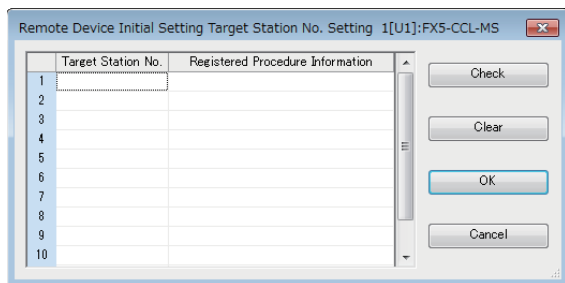 Remote Device Initial Setting Target Station No. Setting 1[U1]:FX5-CCL-MS
Target Station No. Registered Procedure Information
1
2
3
4
5
6
7
8
9
10
Check
Clear
OK
Cancel